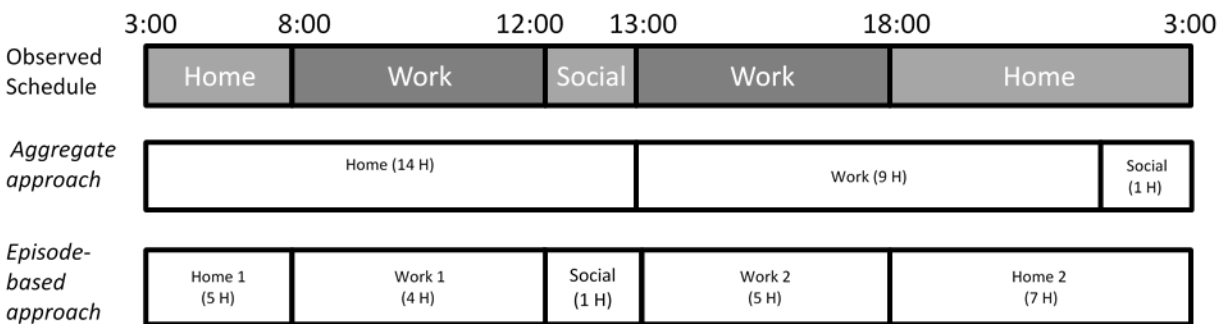 3:00 8:00 12:00 13:00 18:00 3:00
Observed
Schedule
Home Work Social Work Home
Aggregate
approach
Home (14 H) Work (9 H) Social
(1 H)
Episode-
based
approach
Home 1 Work 1 Social Work 2 Home 2
(5 H) (4 H) (1 H) (5 H) (7 H)